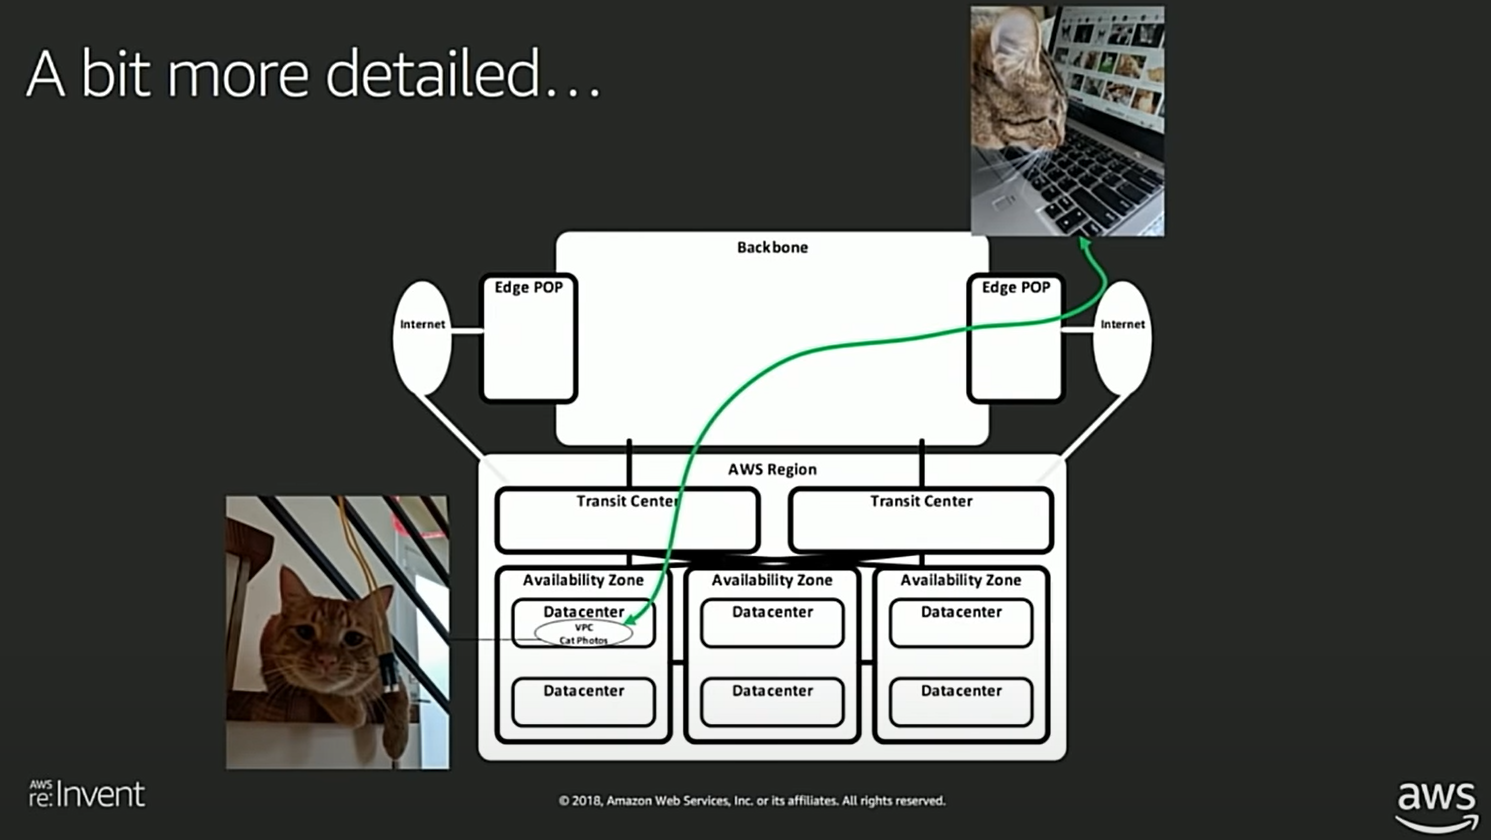 A bit more detailed...
Backbone
Edge POP
Edge POP
Internet
Internet
AWS Region
Transit Center
Transit Center
Availability Zone
Availability Zone
Availability Zone
Datacenter
Datacenter
Datacenter
VPC
Cat Photos
Datacenter
Datacenter
Datacenter
AWS
re:Invent
© 2018, Amazon Web Services, Inc. or its affiliates. All rights reserved.
aws